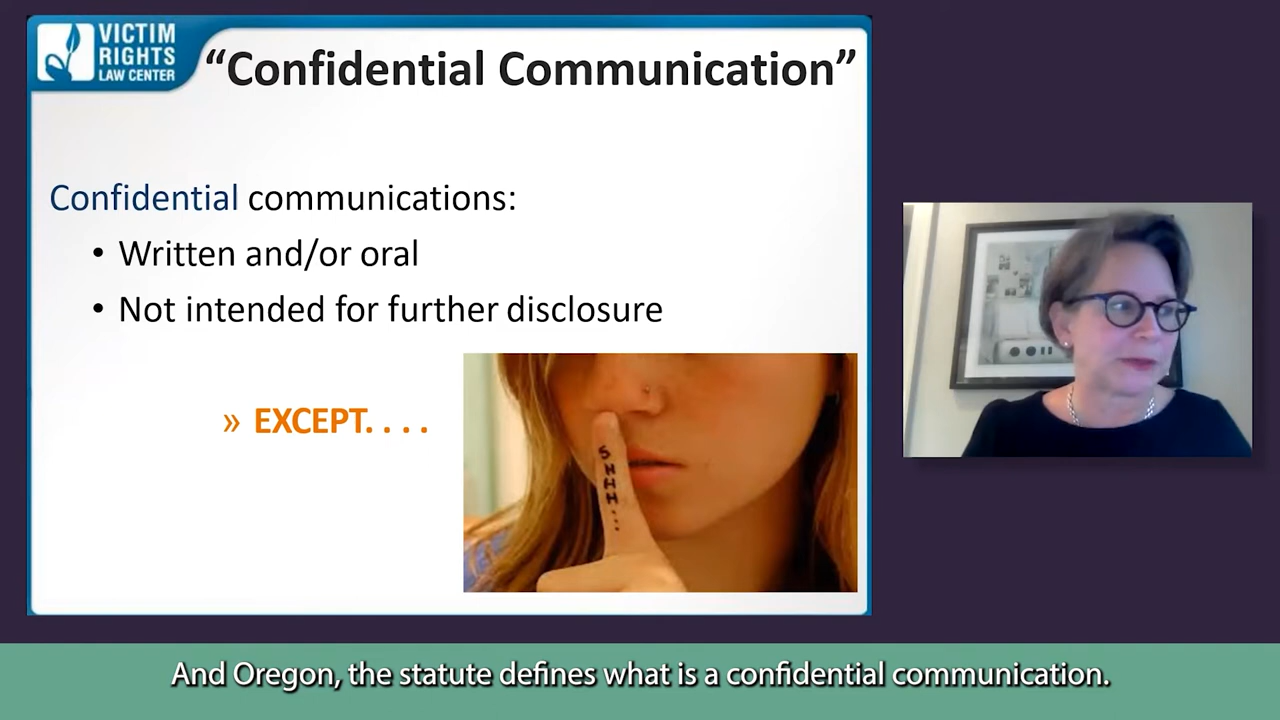 VICTIM
RIGHTS
LAW CENTER
“Confidential Communication”
Confidential communications:
• Written and/or oral
• Not intended for further disclosure
» EXCEPT. . . .
SHHH...
And Oregon, the statute defines what is a confidential communication.